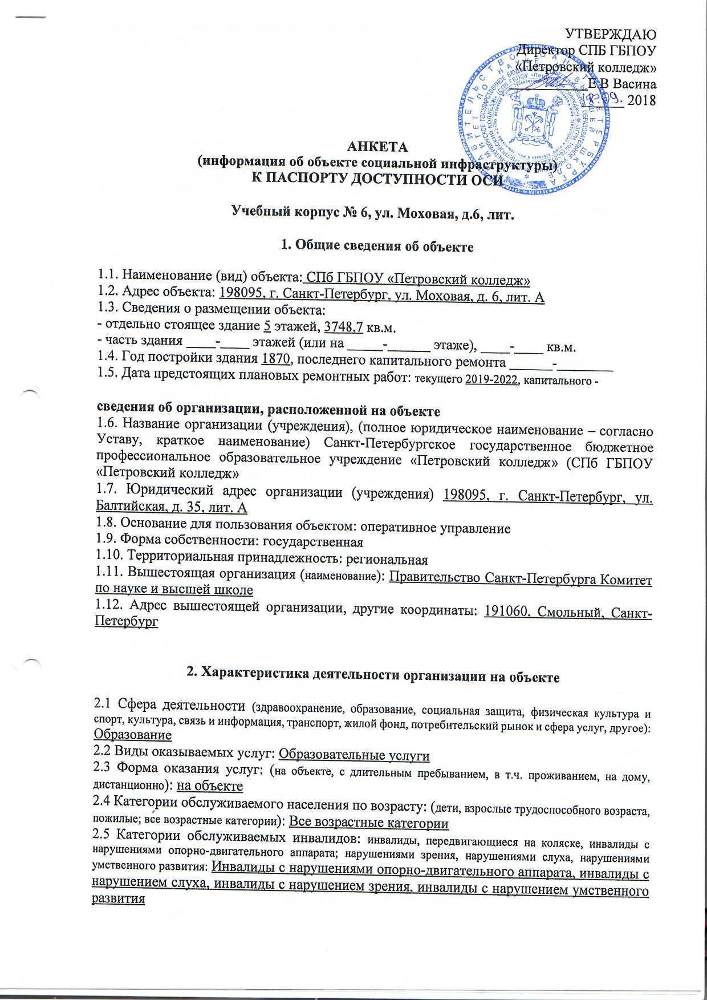 УТВЕРЖДАЮ
Директор СПБ ГБПОУ
«Петровский колледж»
__________Е.В Васина
18.09. 2018
АНКЕТА
(информация об объекте социальной инфраструктуры)
К ПАСПОРТУ ДОСТУПНОСТИ ОСИ
Учебный корпус № 6, ул. Моховая, д.6, лит.
1. Общие сведения об объекте
1.1. Наименование (вид) объекта: СПб ГБПОУ «Петровский колледж»
1.2. Адрес объекта: 198095, г. Санкт-Петербург, ул. Моховая, д. 6, лит. А
1.3. Сведения о размещении объекта:
- отдельно стоящее здание 5 этажей, 3748,7 кв.м.
- часть здания ____-____ этажей (или на _____-______ этаже), ____-____ кв.м.
1.4. Год постройки здания 1870, последнего капитального ремонта ______-________
1.5. Дата предстоящих плановых ремонтных работ: текущего 2019-2022, капитального -
сведения об организации, расположенной на объекте
1.6. Название организации (учреждения), (полное юридическое наименование – согласно
Уставу, краткое наименование) Санкт-Петербургское государственное бюджетное
профессиональное образовательное учреждение «Петровский колледж» (СПб ГБПОУ
«Петровский колледж»
1.7. Юридический адрес организации (учреждения) 198095, г. Санкт-Петербург, ул.
Балтийская, д. 35, лит. А
1.8. Основание для пользования объектом: оперативное управление
1.9. Форма собственности: государственная
1.10. Территориальная принадлежность: региональная
1.11. Вышестоящая организация (наименование): Правительство Санкт-Петербурга Комитет
по науке и высшей школе
1.12. Адрес вышестоящей организации, другие координаты: 191060, Смольный, Санкт-
Петербург
2. Характеристика деятельности организации на объекте
2.1 Сфера деятельности (здравоохранение, образование, социальная защита, физическая культура и
спорт, культура, связь и информация, транспорт, жилой фонд, потребительский рынок и сфера услуг, другое):
Образование
2.2 Виды оказываемых услуг: Образовательные услуги
2.3 Форма оказания услуг: (на объекте, с длительным пребыванием, в т.ч. проживанием, на дому,
дистанционно): на объекте
2.4 Категории обслуживаемого населения по возрасту: (дети, взрослые трудоспособного возраста,
пожилые; все возрастные категории): Все возрастные категории
2.5 Категории обслуживаемых инвалидов: инвалиды, передвигающиеся на коляске, инвалиды с
нарушениями опорно-двигательного аппарата; нарушениями зрения, нарушениями слуха, нарушениями
умственного развития: Инвалиды с нарушениями опорно-двигательного аппарата, инвалиды с
нарушением слуха, инвалиды с нарушением зрения, инвалиды с нарушением умственного
развития